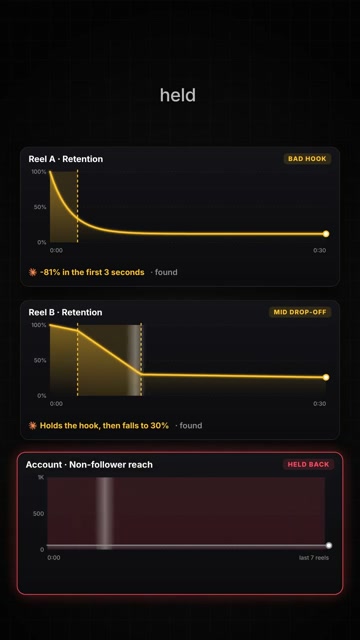 held
Reel A · Retention
BAD HOOK
100%
50%
0%
0:00
0:30
-81% in the first 3 seconds · found
Reel B · Retention
MID DROP-OFF
100%
50%
0%
0:00
0:30
Holds the hook, then falls to 30% · found
Account · Non-follower reach
HELD BACK
1K
500
0
0:00
last 7 reels